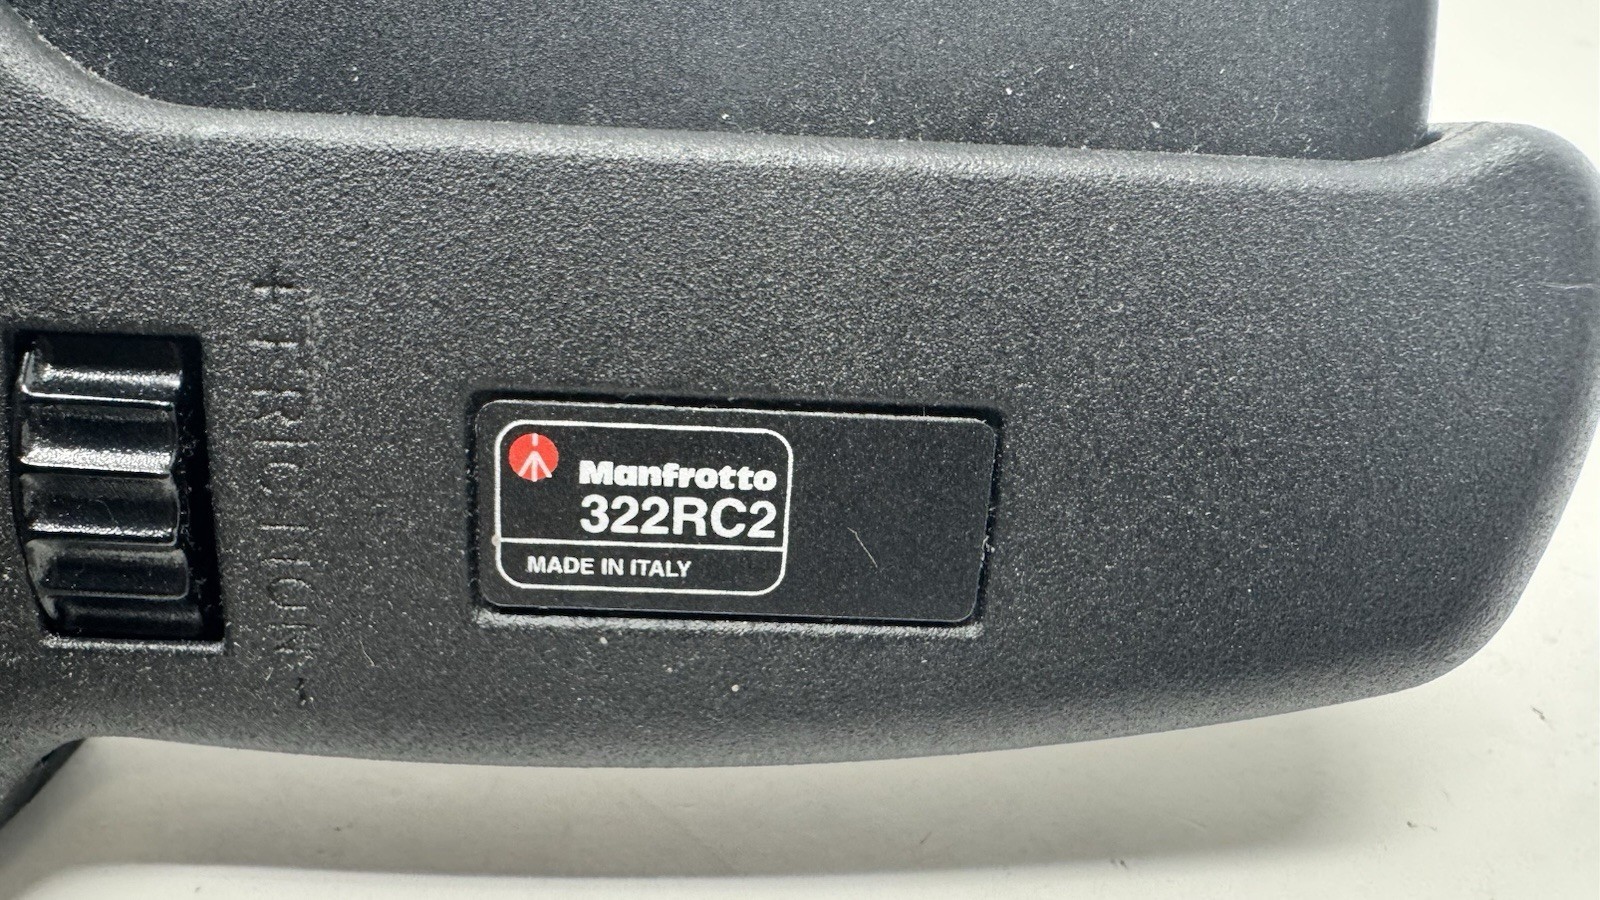 + FRICTION -
Manfrotto
322RC2
MADE IN ITALY